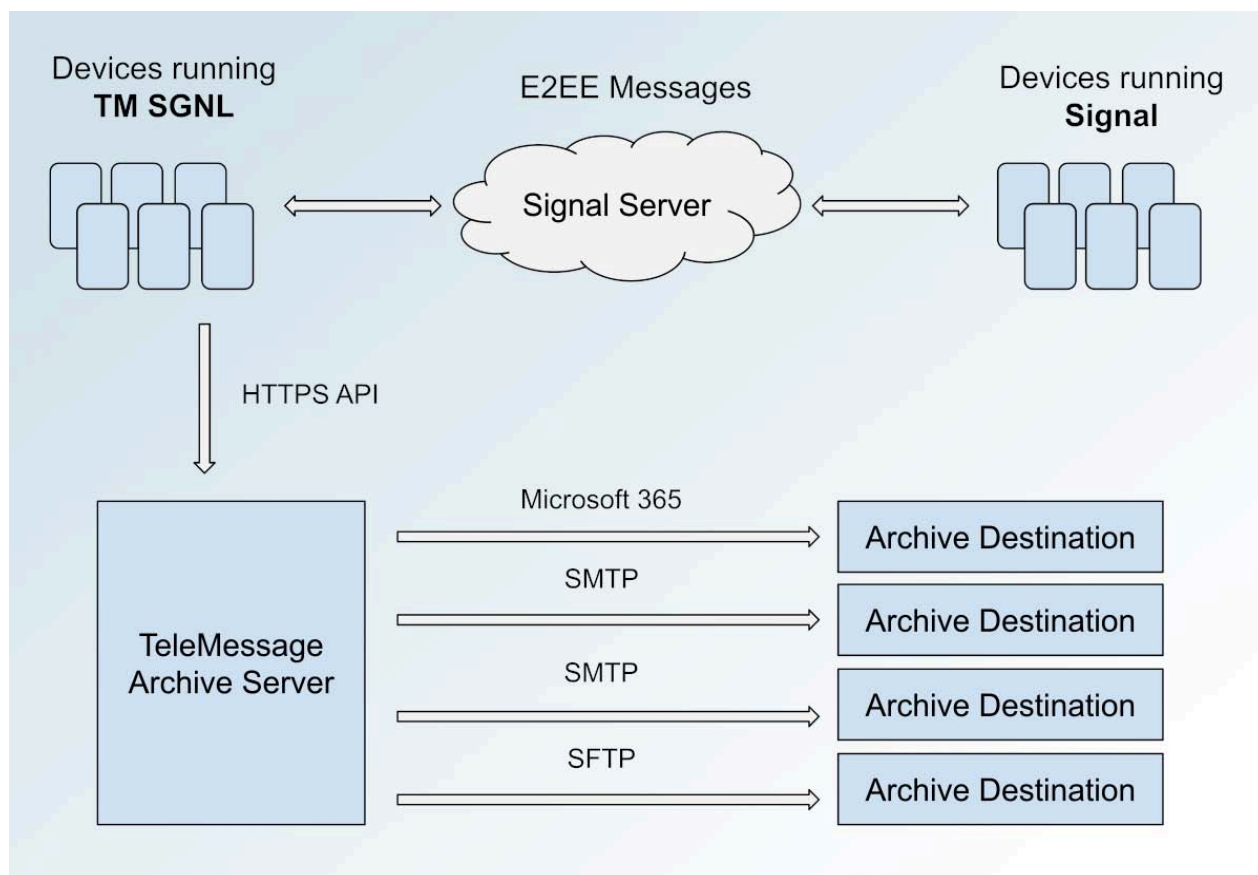 Devices running
TM SGNL
E2EE Messages
Devices running
Signal
Signal Server
HTTPS API
TeleMessage
Archive Server
Microsoft 365
Archive Destination
SMTP
Archive Destination
SMTP
Archive Destination
SFTP
Archive Destination